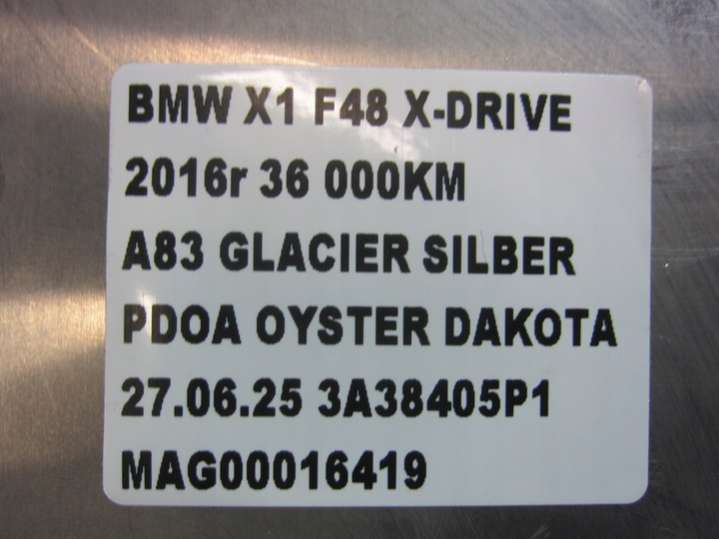 BMW X1 F48 X-DRIVE
2016r 36 000KM
A83 GLACIER SILBER
PDOA OYSTER DAKOTA
27.06.25 3A38405P1
MAG00016419